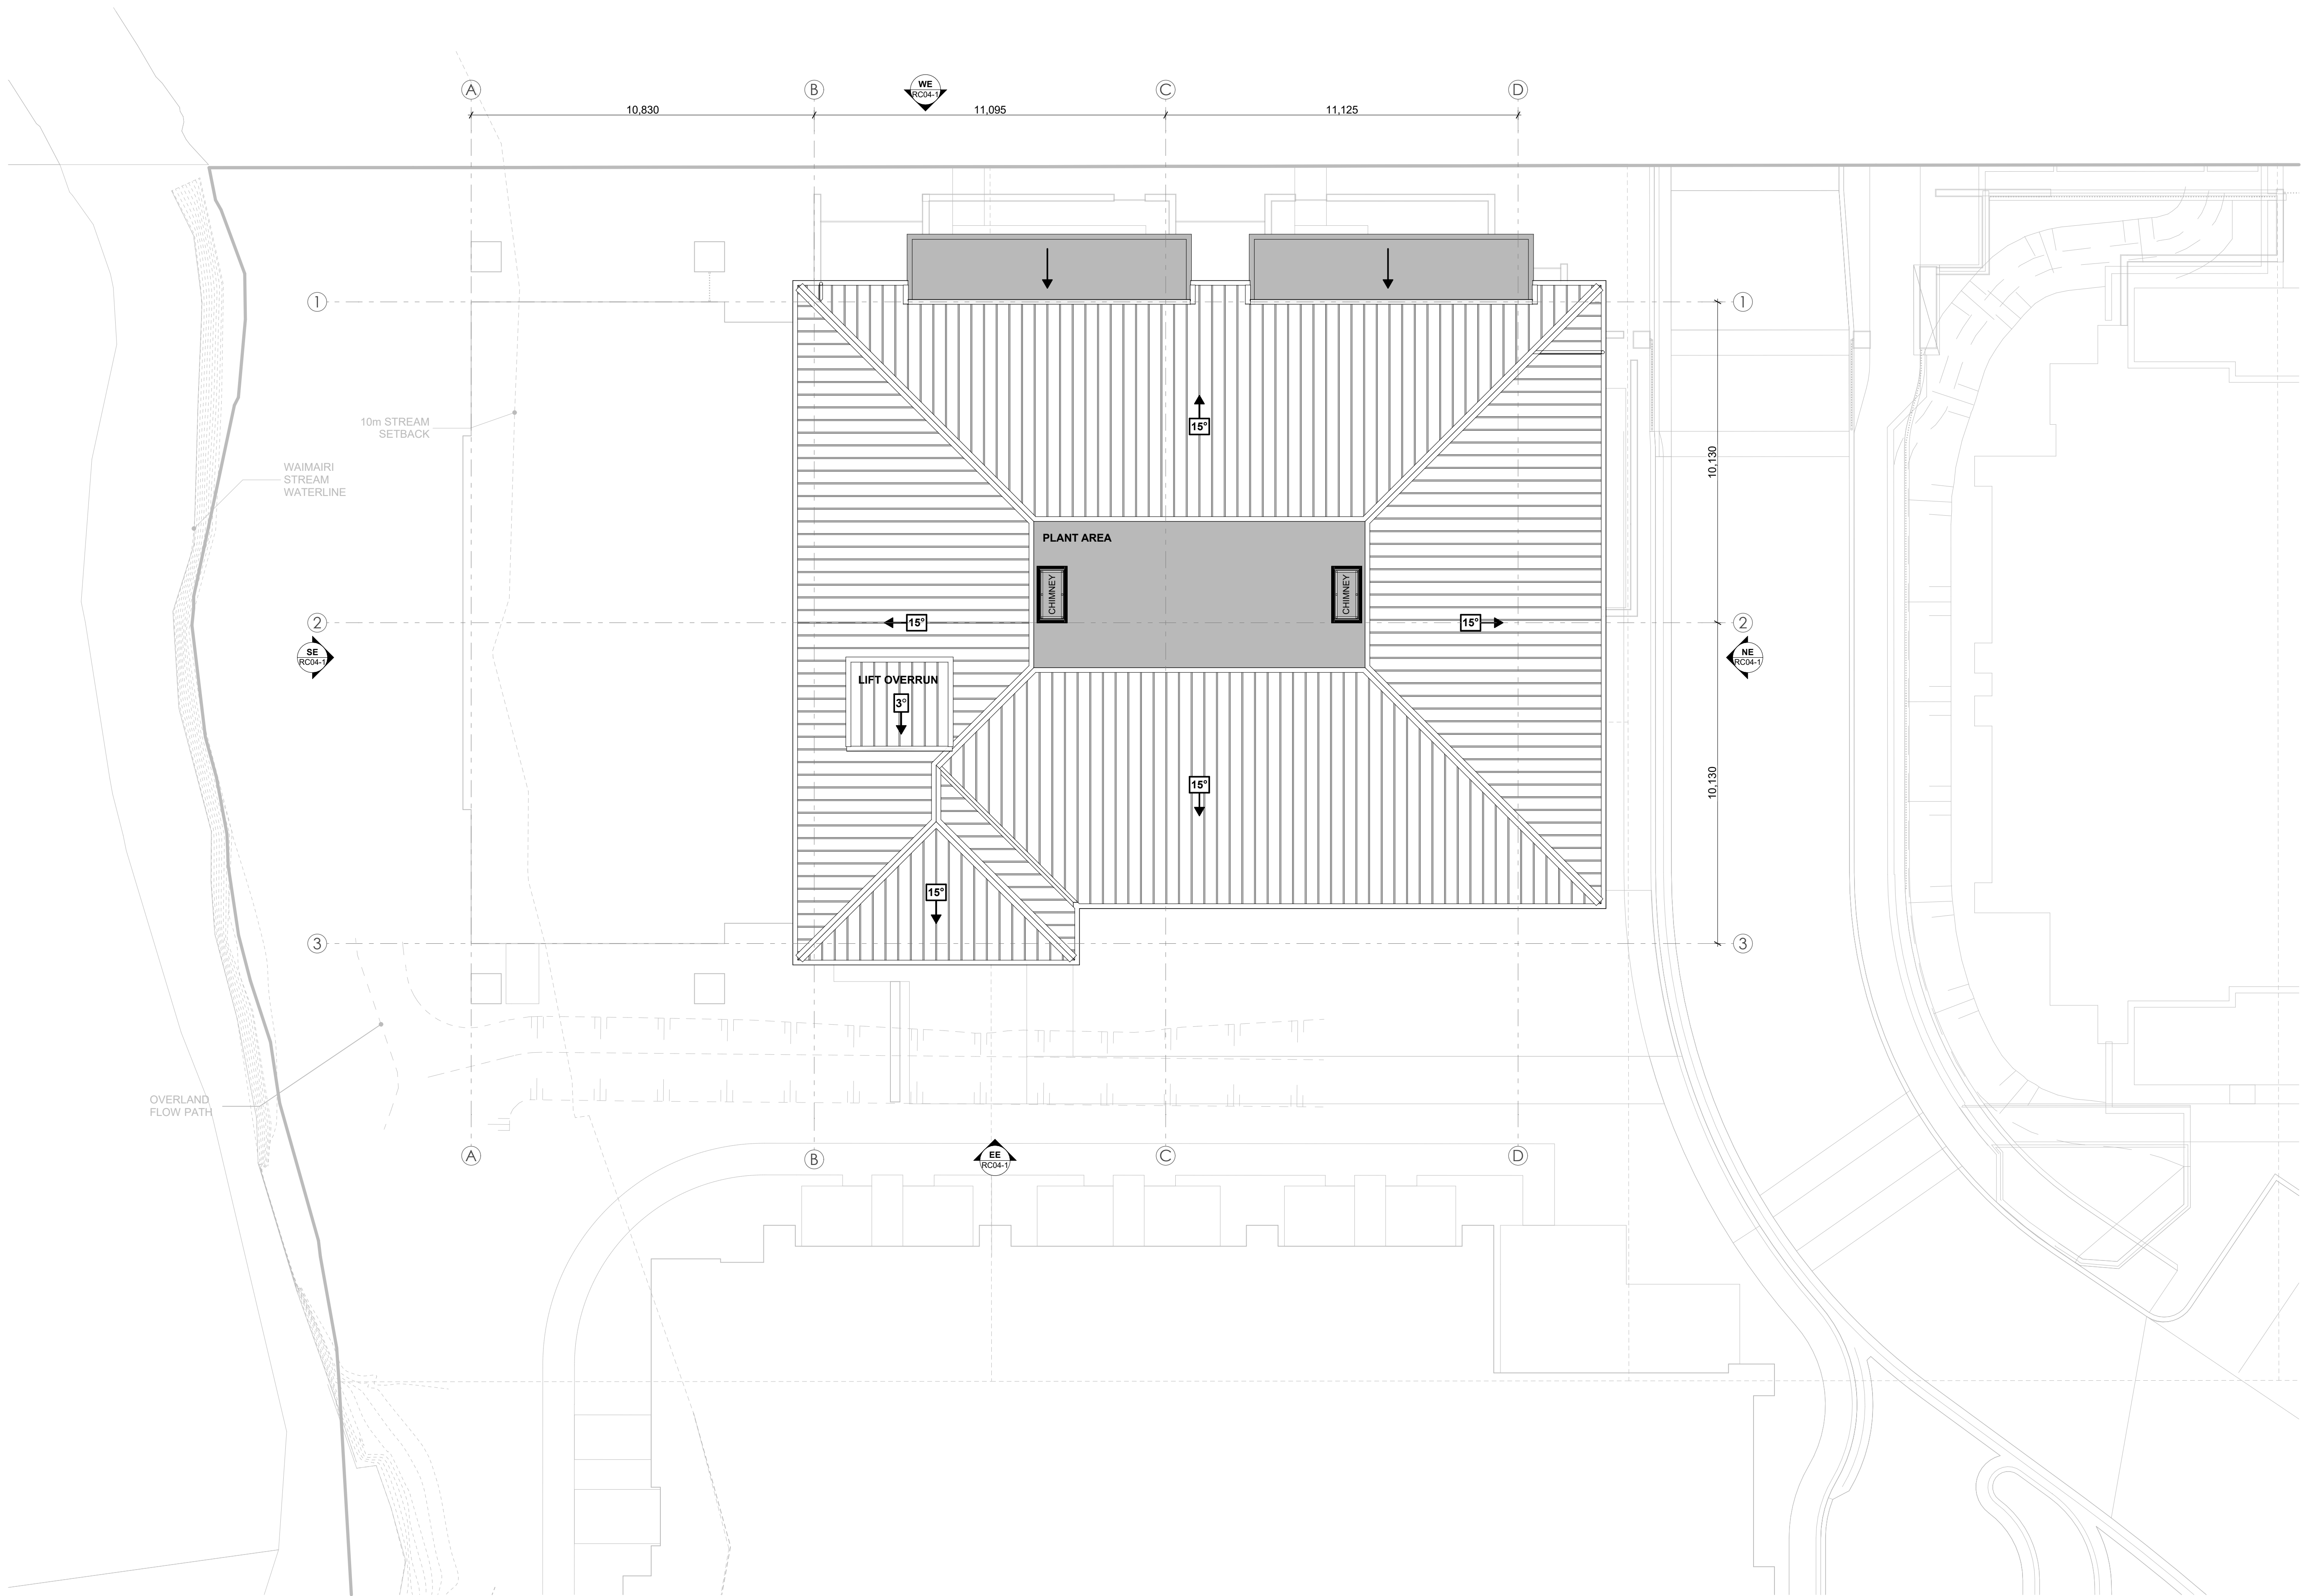 A
B
WE
RC04-1
C
D
10,830
11,095
11,125
1
1
10m STREAM
SETBACK
WAIMAIRI
STREAM
WATERLINE
15°
10,130
PLANT AREA
CHIMNEY
CHIMNEY
2
15°
15°
2
SE
RC04-1
NE
RC04-1
LIFT OVERRUN
3°
15°
10,130
15°
3
3
OVERLAND
FLOW PATH
A
B
EE
RC04-1
C
D